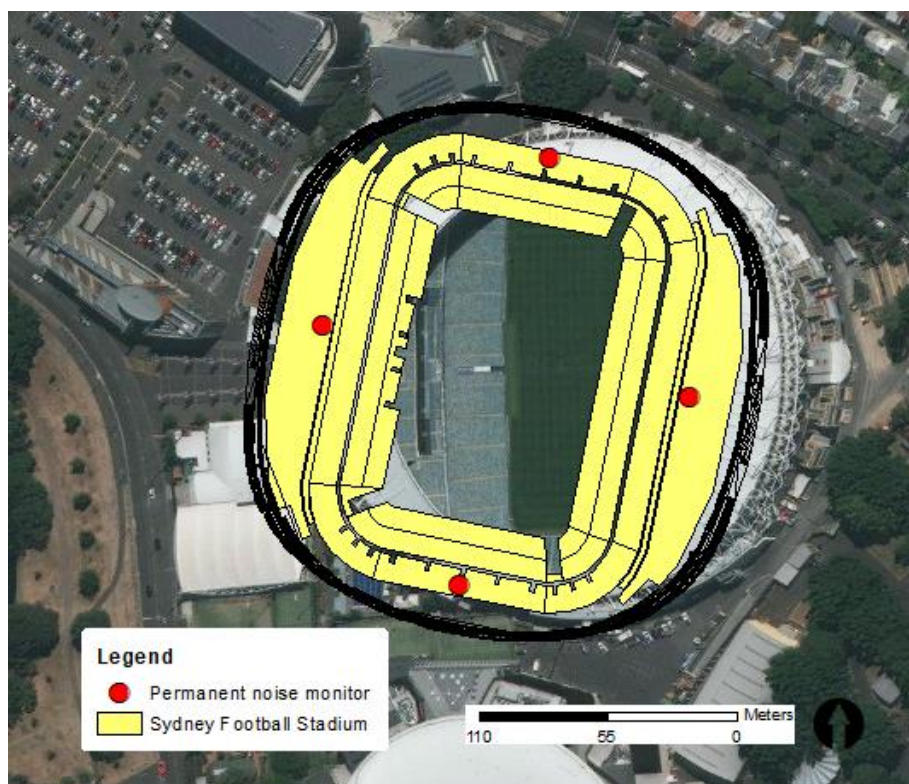 Legend
Permanent noise monitor
Sydney Football Stadium
Meters
110 55 0